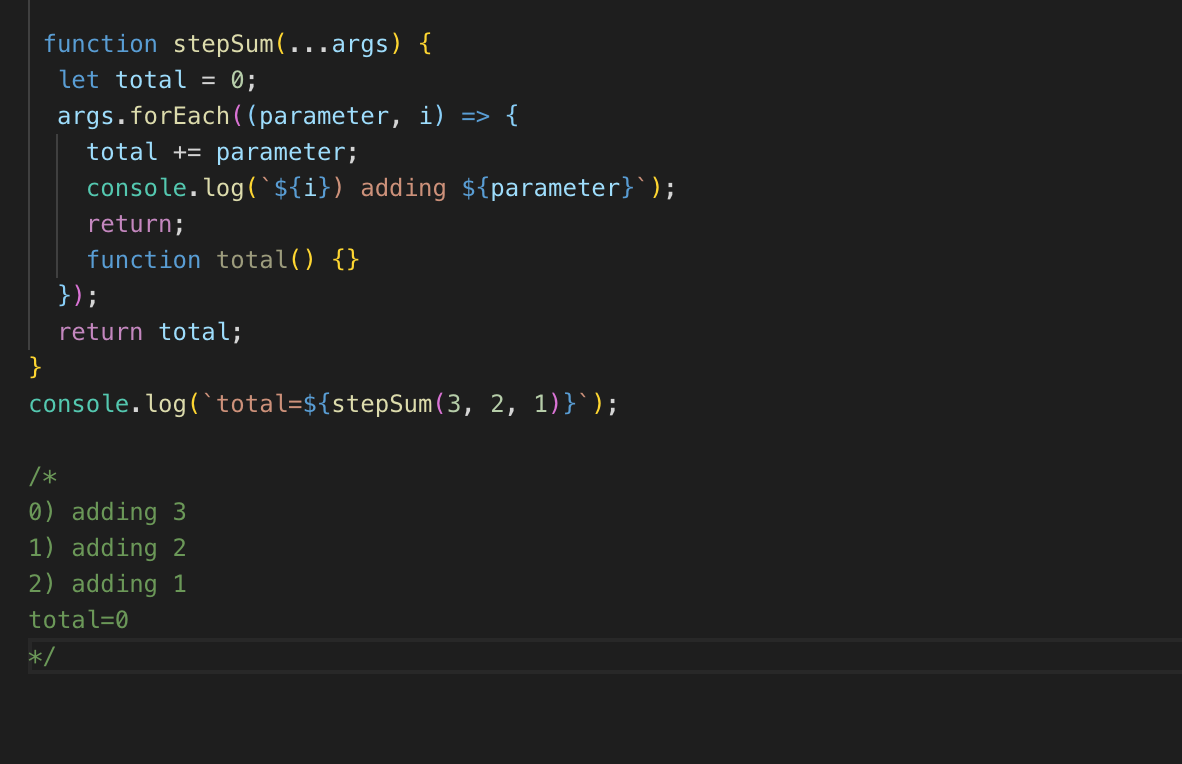 function stepSum(...args) {
let total = 0;
args.forEach((parameter, i) => {
total += parameter;
console.log(`${i}) adding ${parameter}`);
return;
function total() {}
});
return total;
}
console.log(`total=${stepSum(3, 2, 1)}`);
/*
0) adding 3
1) adding 2
2) adding 1
total=0
*/